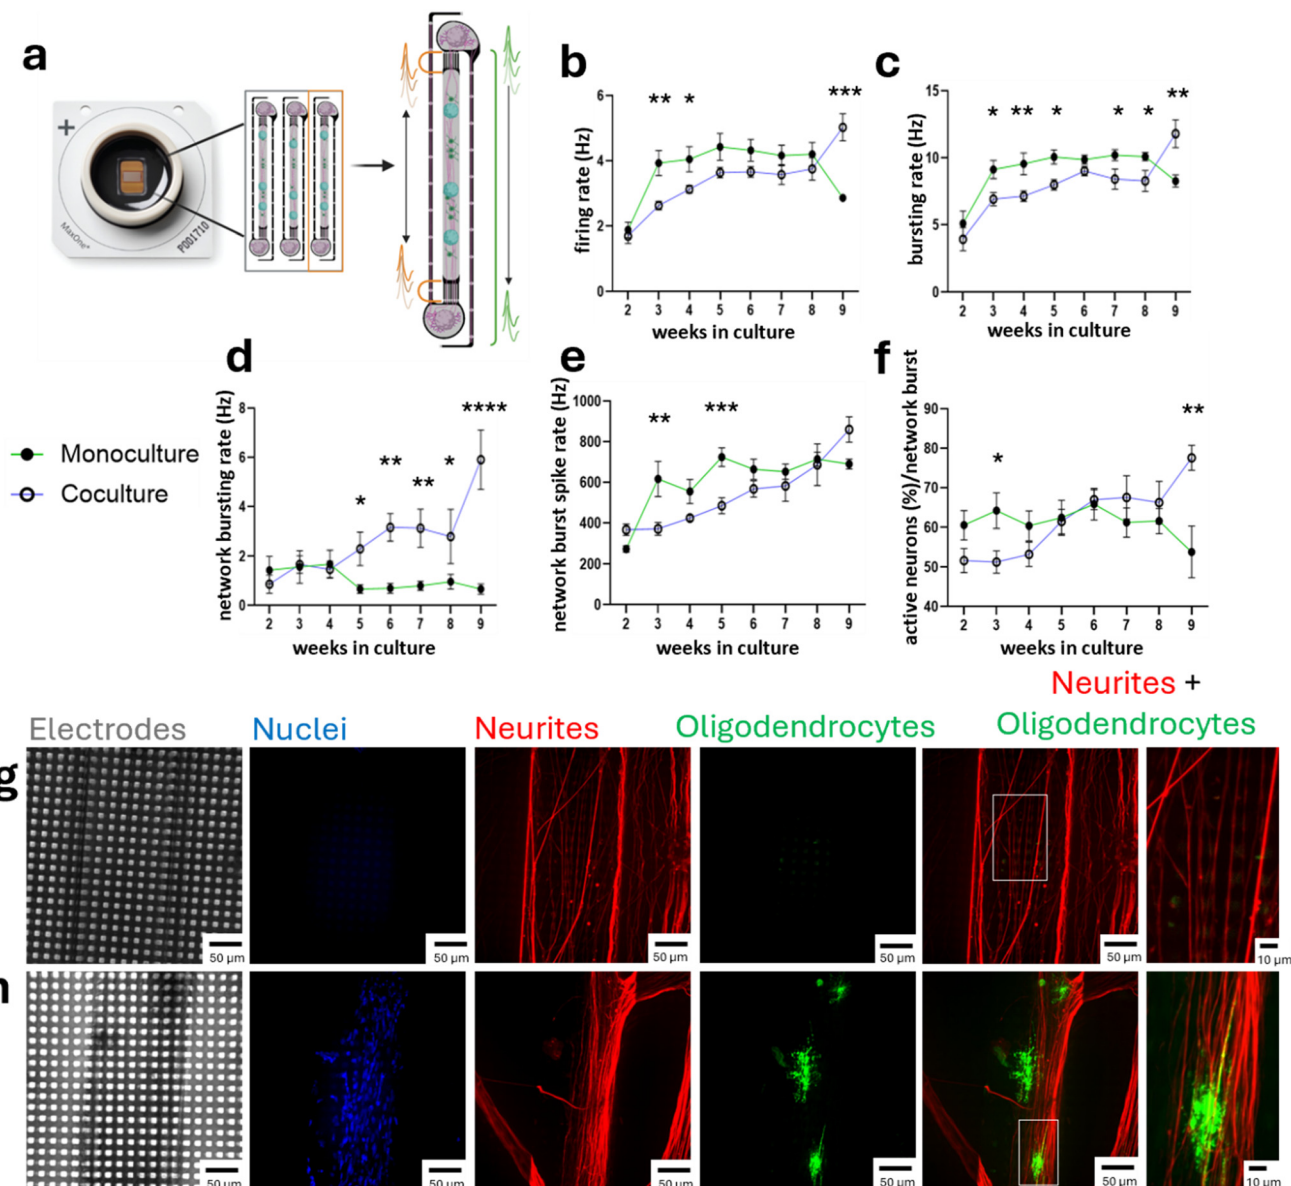 a
+
MaxOne®
P001710
b
***
** *
6
4
2
0
firing rate (Hz)
2 3 4 5 6 7 8 9
weeks in culture
c
**
* ** * * *
15
10
5
0
bursting rate (Hz)
2 3 4 5 6 7 8 9
weeks in culture
Monoculture
Coculture
d
****
** *
**
*
8
6
4
2
0
network bursting rate (Hz)
2 3 4 5 6 7 8 9
weeks in culture
e
** ***
1000
800
600
400
200
0
network burst spike rate (Hz)
2 3 4 5 6 7 8 9
weeks in culture
f
**
*
90
80
70
60
50
40
active neurons (%)/network burst
2 3 4 5 6 7 8 9
weeks in culture
Electrodes
Nuclei
Neurites
Oligodendrocytes
Neurites +
Oligodendrocytes
g
50 µm
50 µm
50 µm
50 µm
50 µm
10 µm
h
50 µm
50 µm
50 µm
50 µm
50 µm
10 µm